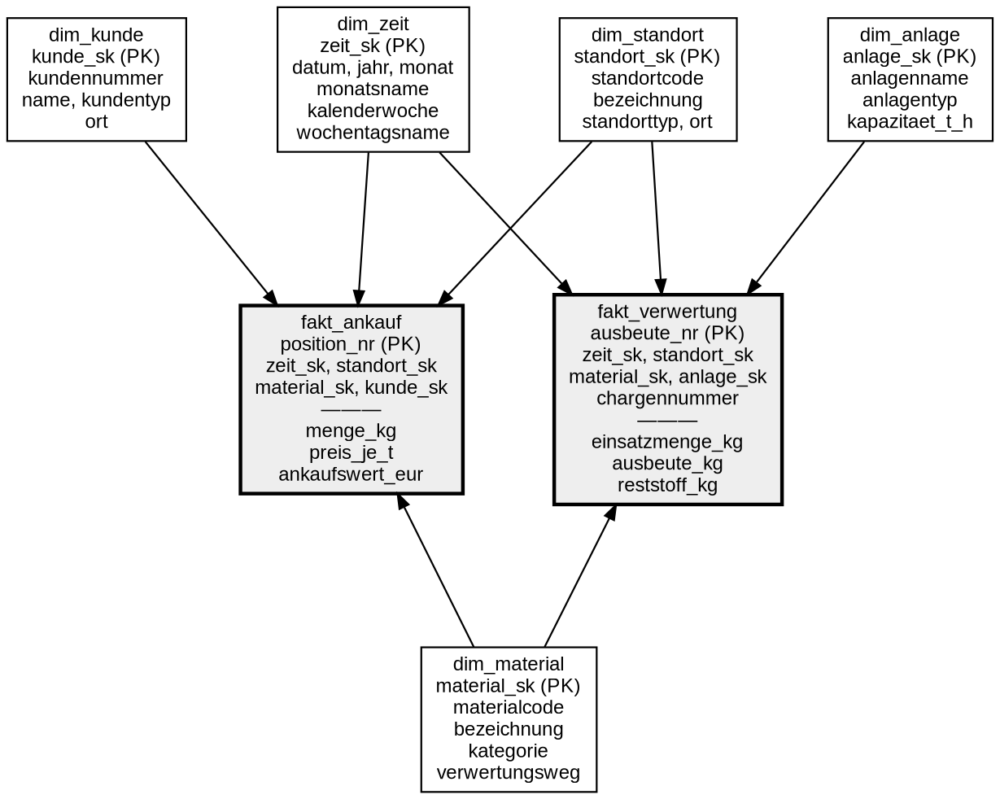 dim_kunde
kunde_sk (PK)
kundennummer
name, kundentyp
ort
dim_zeit
zeit_sk (PK)
datum, jahr, monat
monatsname
kalenderwoche
wochentagsname
dim_standort
standort_sk (PK)
standortcode
bezeichnung
standorttyp, ort
dim_anlage
anlage_sk (PK)
anlagenname
anlagentyp
kapazitaet_t_h
fakt_ankauf
position_nr (PK)
zeit_sk, standort_sk
material_sk, kunde_sk
———
menge_kg
preis_je_t
ankaufswert_eur
fakt_verwertung
ausbeute_nr (PK)
zeit_sk, standort_sk
material_sk, anlage_sk
chargennummer
———
einsatzmenge_kg
ausbeute_kg
reststoff_kg
dim_material
material_sk (PK)
materialcode
bezeichnung
kategorie
verwertungsweg